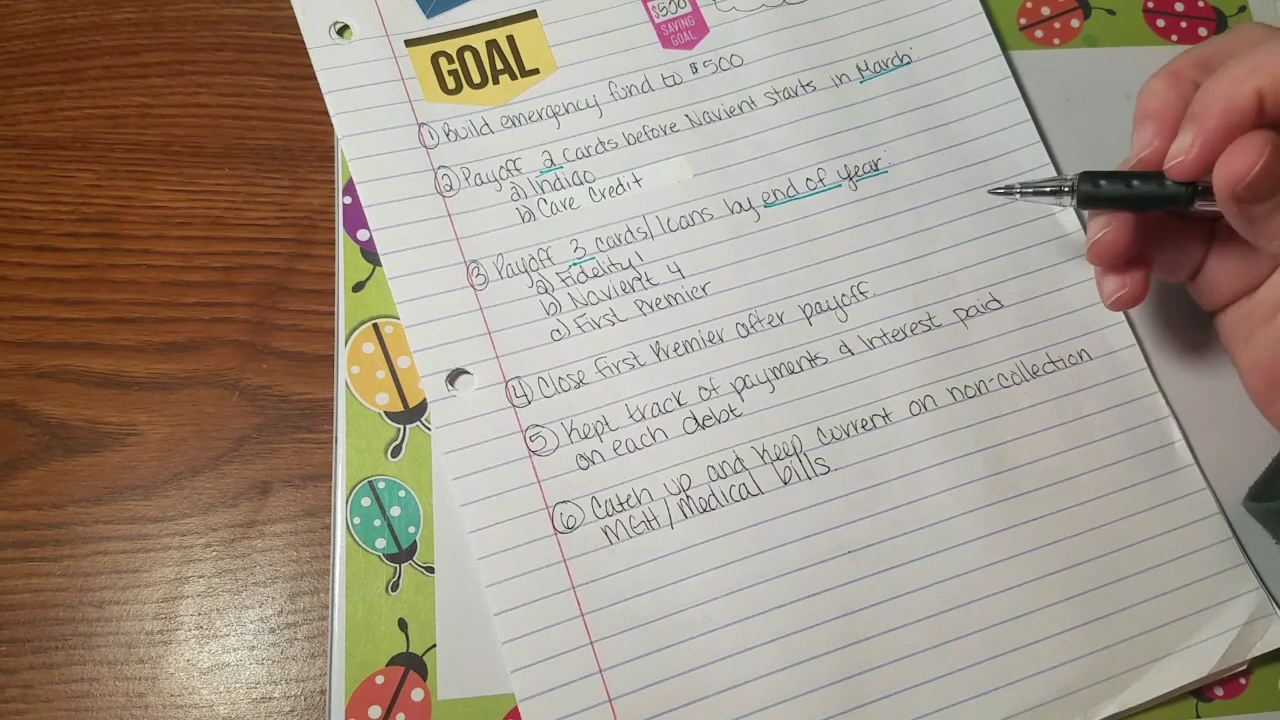 $500
SAVING
GOAL
GOAL
① Build emergency fund to $500
② Payoff 2 cards before Navient starts in March:
a) Indigo
b) Care Credit
③ Payoff 3 cards/loans by end of year:
a) Fidelity 1
b) Navient 4
c) First Premier
④ Close first Premier after payoff.
⑤ Kept track of payments & interest paid
on each debt
⑥ Catch up and keep current on non-collection
MGH/Medical bills.